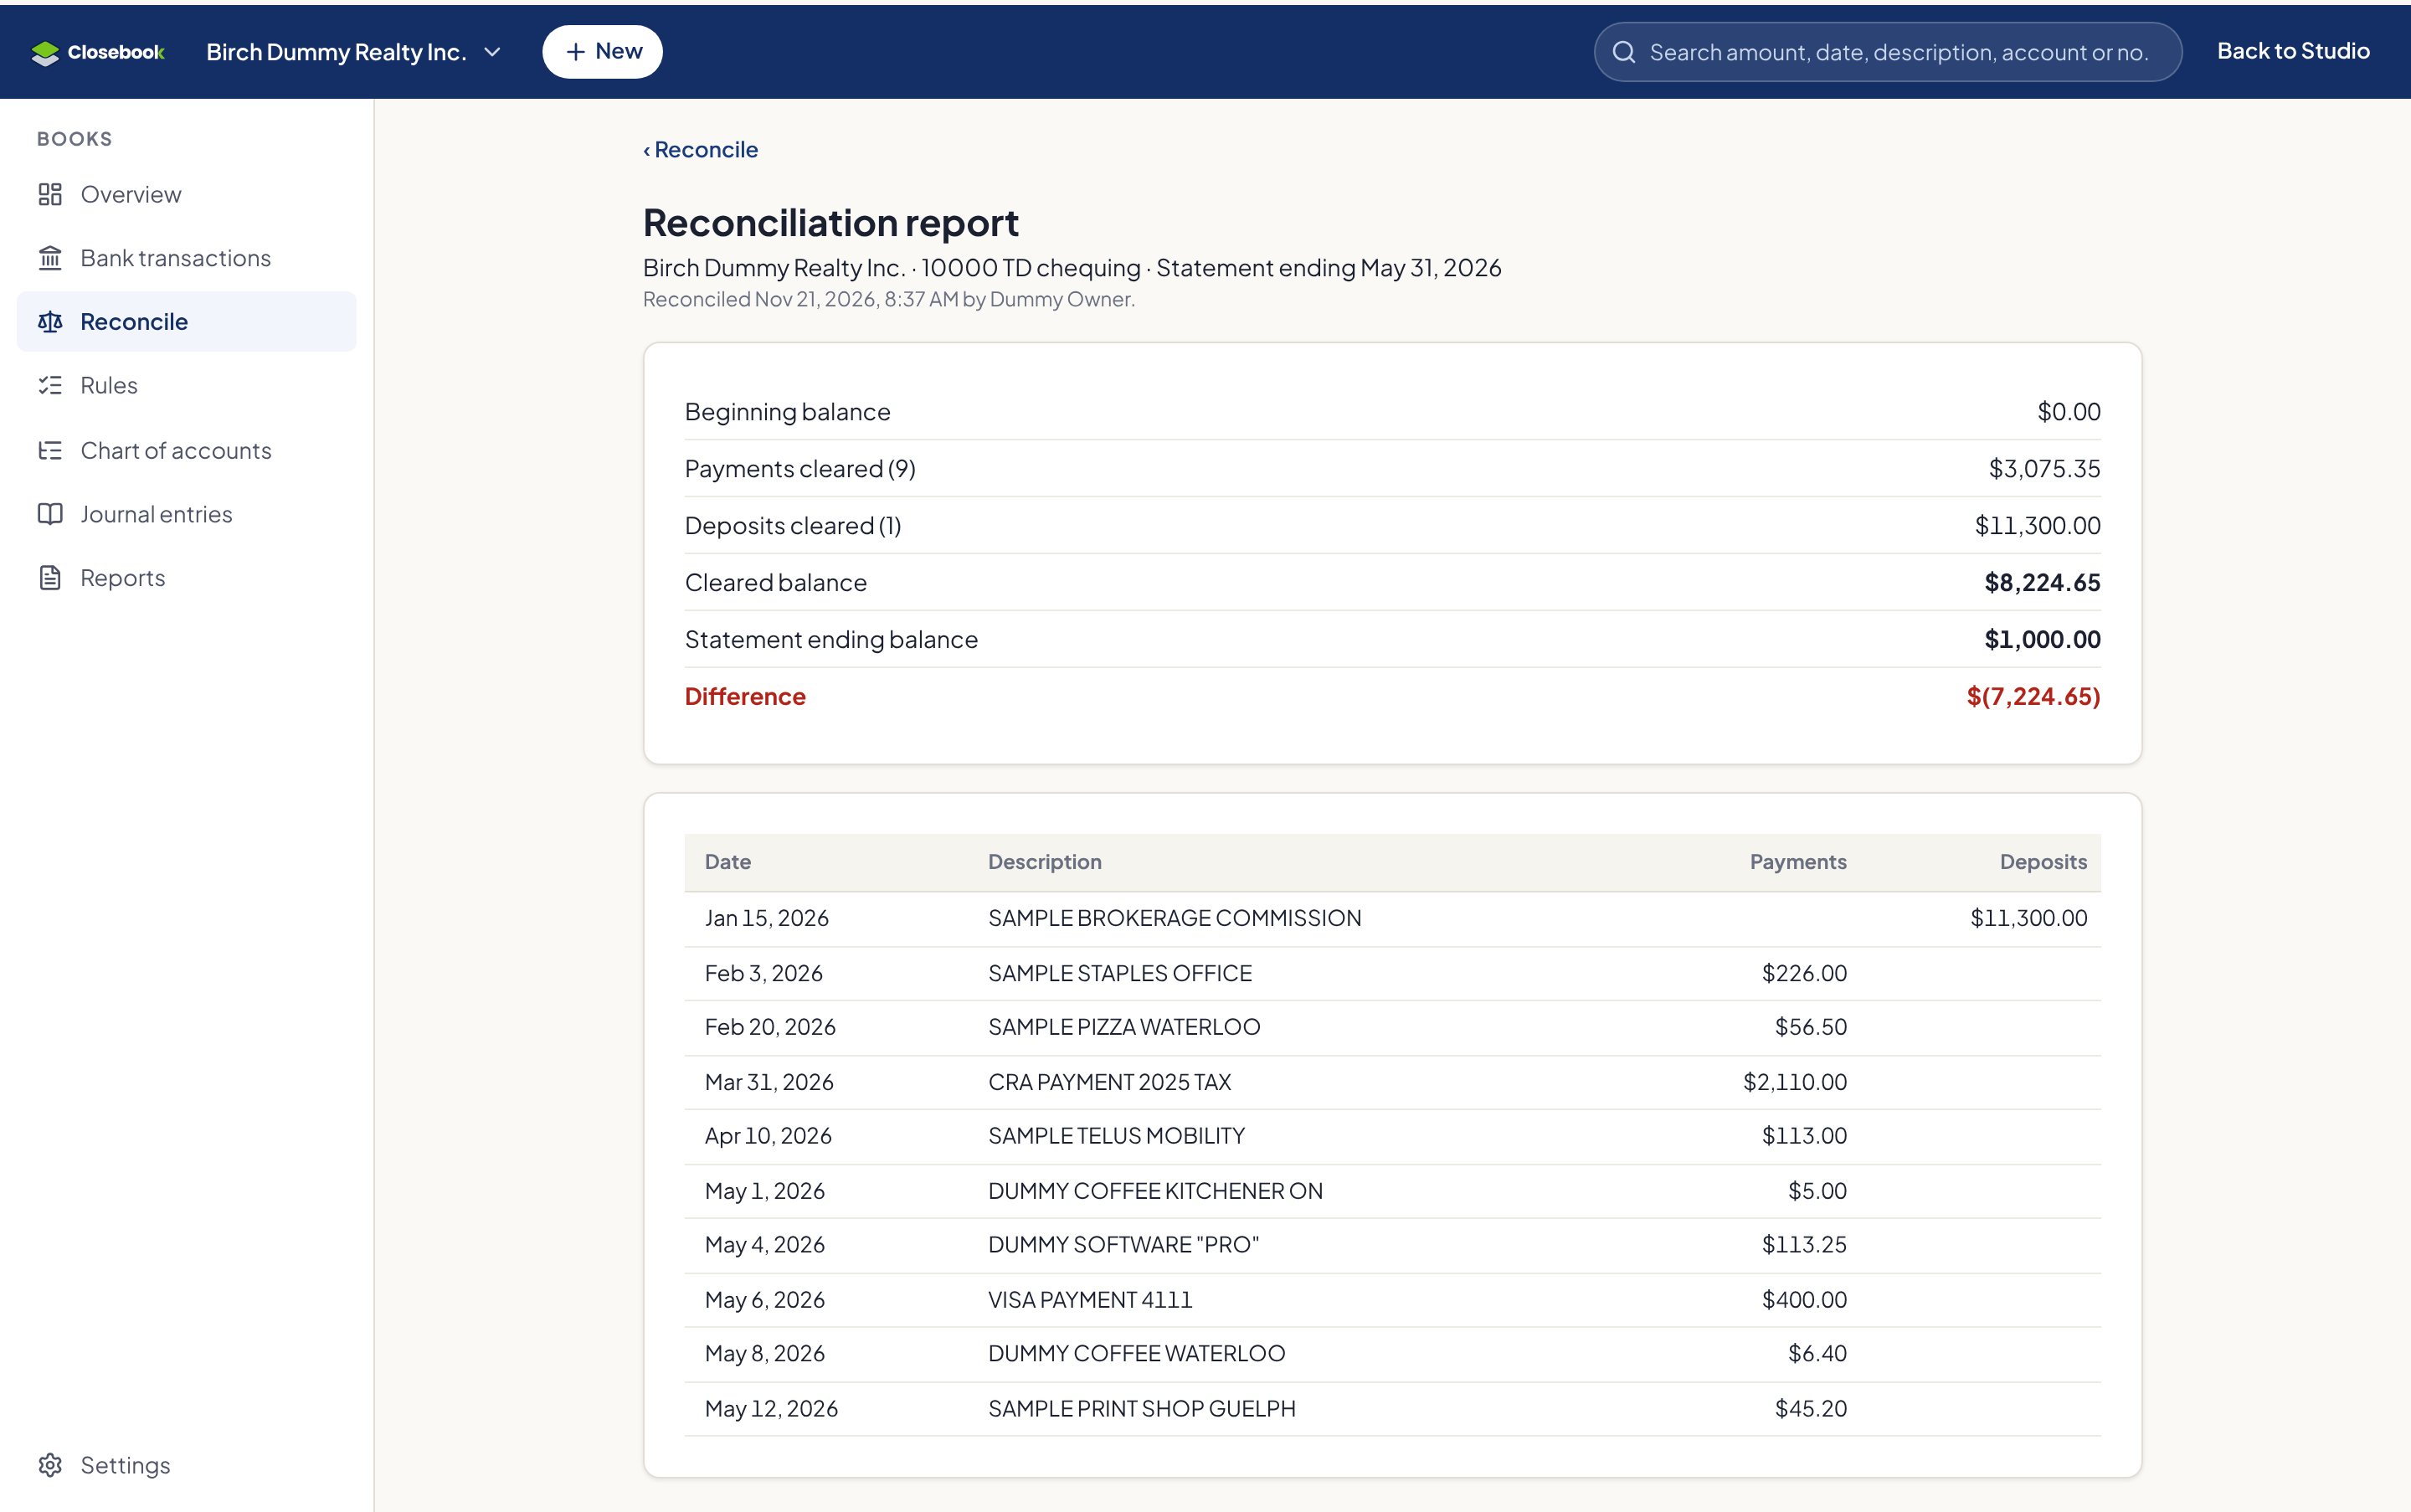 Closebook Birch Dummy Realty Inc. + New Search amount, date, description, account or no. Back to Studio
BOOKS
Overview
Bank transactions
Reconcile
Rules
Chart of accounts
Journal entries
Reports
Settings
‹ Reconcile
Reconciliation report
Birch Dummy Realty Inc. · 10000 TD chequing · Statement ending May 31, 2026
Reconciled Nov 21, 2026, 8:37 AM by Dummy Owner.
Beginning balance $0.00
Payments cleared (9) $3,075.35
Deposits cleared (1) $11,300.00
Cleared balance $8,224.65
Statement ending balance $1,000.00
Difference $(7,224.65)
Date Description Payments Deposits
Jan 15, 2026 SAMPLE BROKERAGE COMMISSION $11,300.00
Feb 3, 2026 SAMPLE STAPLES OFFICE $226.00
Feb 20, 2026 SAMPLE PIZZA WATERLOO $56.50
Mar 31, 2026 CRA PAYMENT 2025 TAX $2,110.00
Apr 10, 2026 SAMPLE TELUS MOBILITY $113.00
May 1, 2026 DUMMY COFFEE KITCHENER ON $5.00
May 4, 2026 DUMMY SOFTWARE "PRO" $113.25
May 6, 2026 VISA PAYMENT 4111 $400.00
May 8, 2026 DUMMY COFFEE WATERLOO $6.40
May 12, 2026 SAMPLE PRINT SHOP GUELPH $45.20